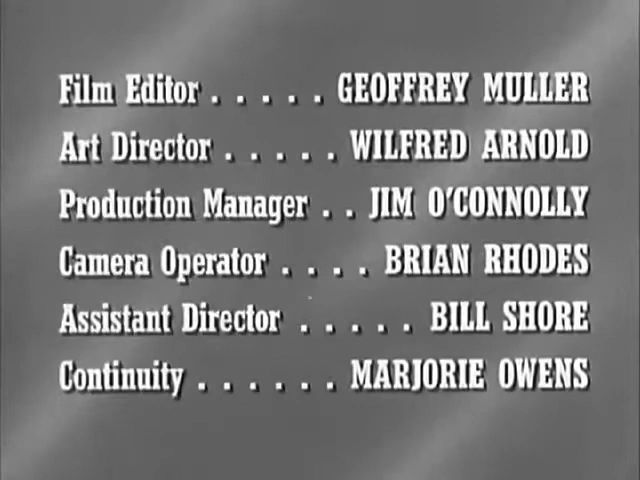 Film Editor . . . . . GEOFFREY MULLER
Art Director . . . . . WILFRED ARNOLD
Production Manager . . JIM O'CONNOLLY
Camera Operator . . . . BRIAN RHODES
Assistant Director . . . . . BILL SHORE
Continuity . . . . . . MARJORIE OWENS